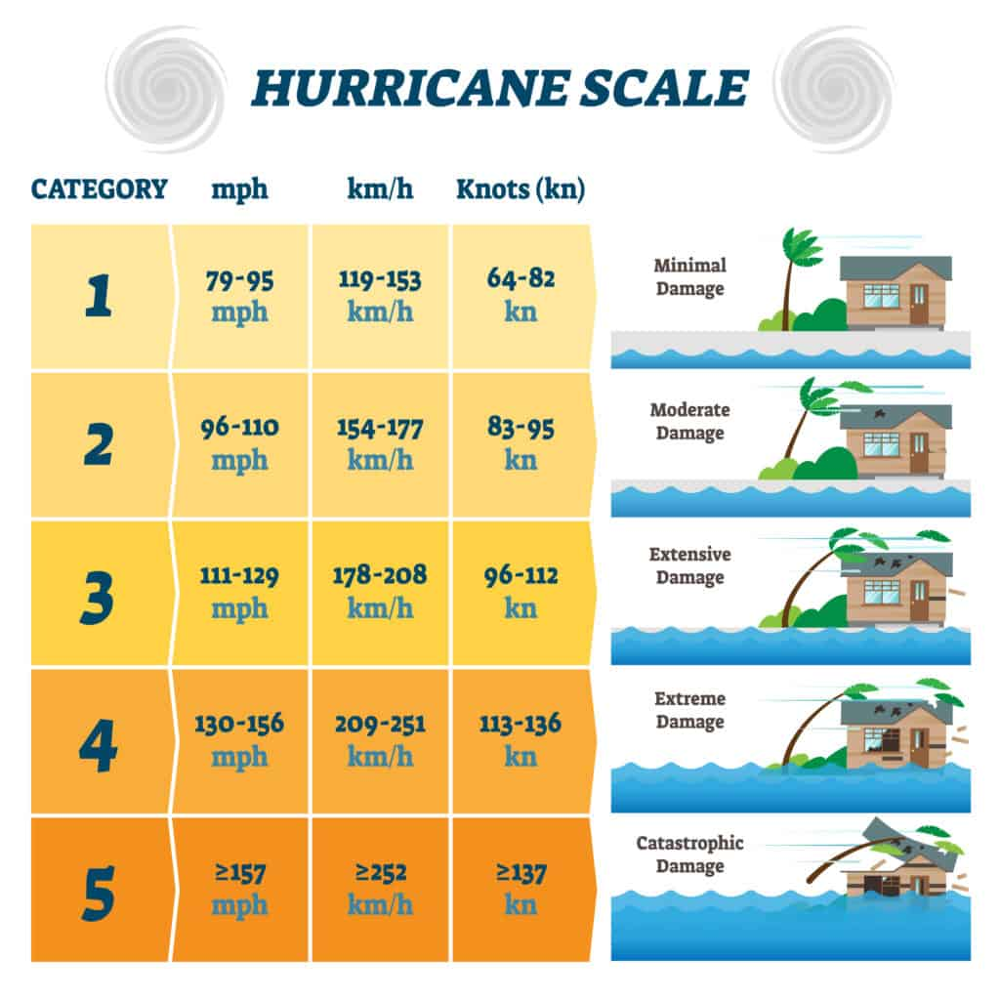 HURRICANE SCALE
CATEGORY mph km/h Knots (kn)
1 79-95 mph 119-153 km/h 64-82 kn Minimal Damage
2 96-110 mph 154-177 km/h 83-95 kn Moderate Damage
3 111-129 mph 178-208 km/h 96-112 kn Extensive Damage
4 130-156 mph 209-251 km/h 113-136 kn Extreme Damage
5 ≥157 mph ≥252 km/h ≥137 kn Catastrophic Damage